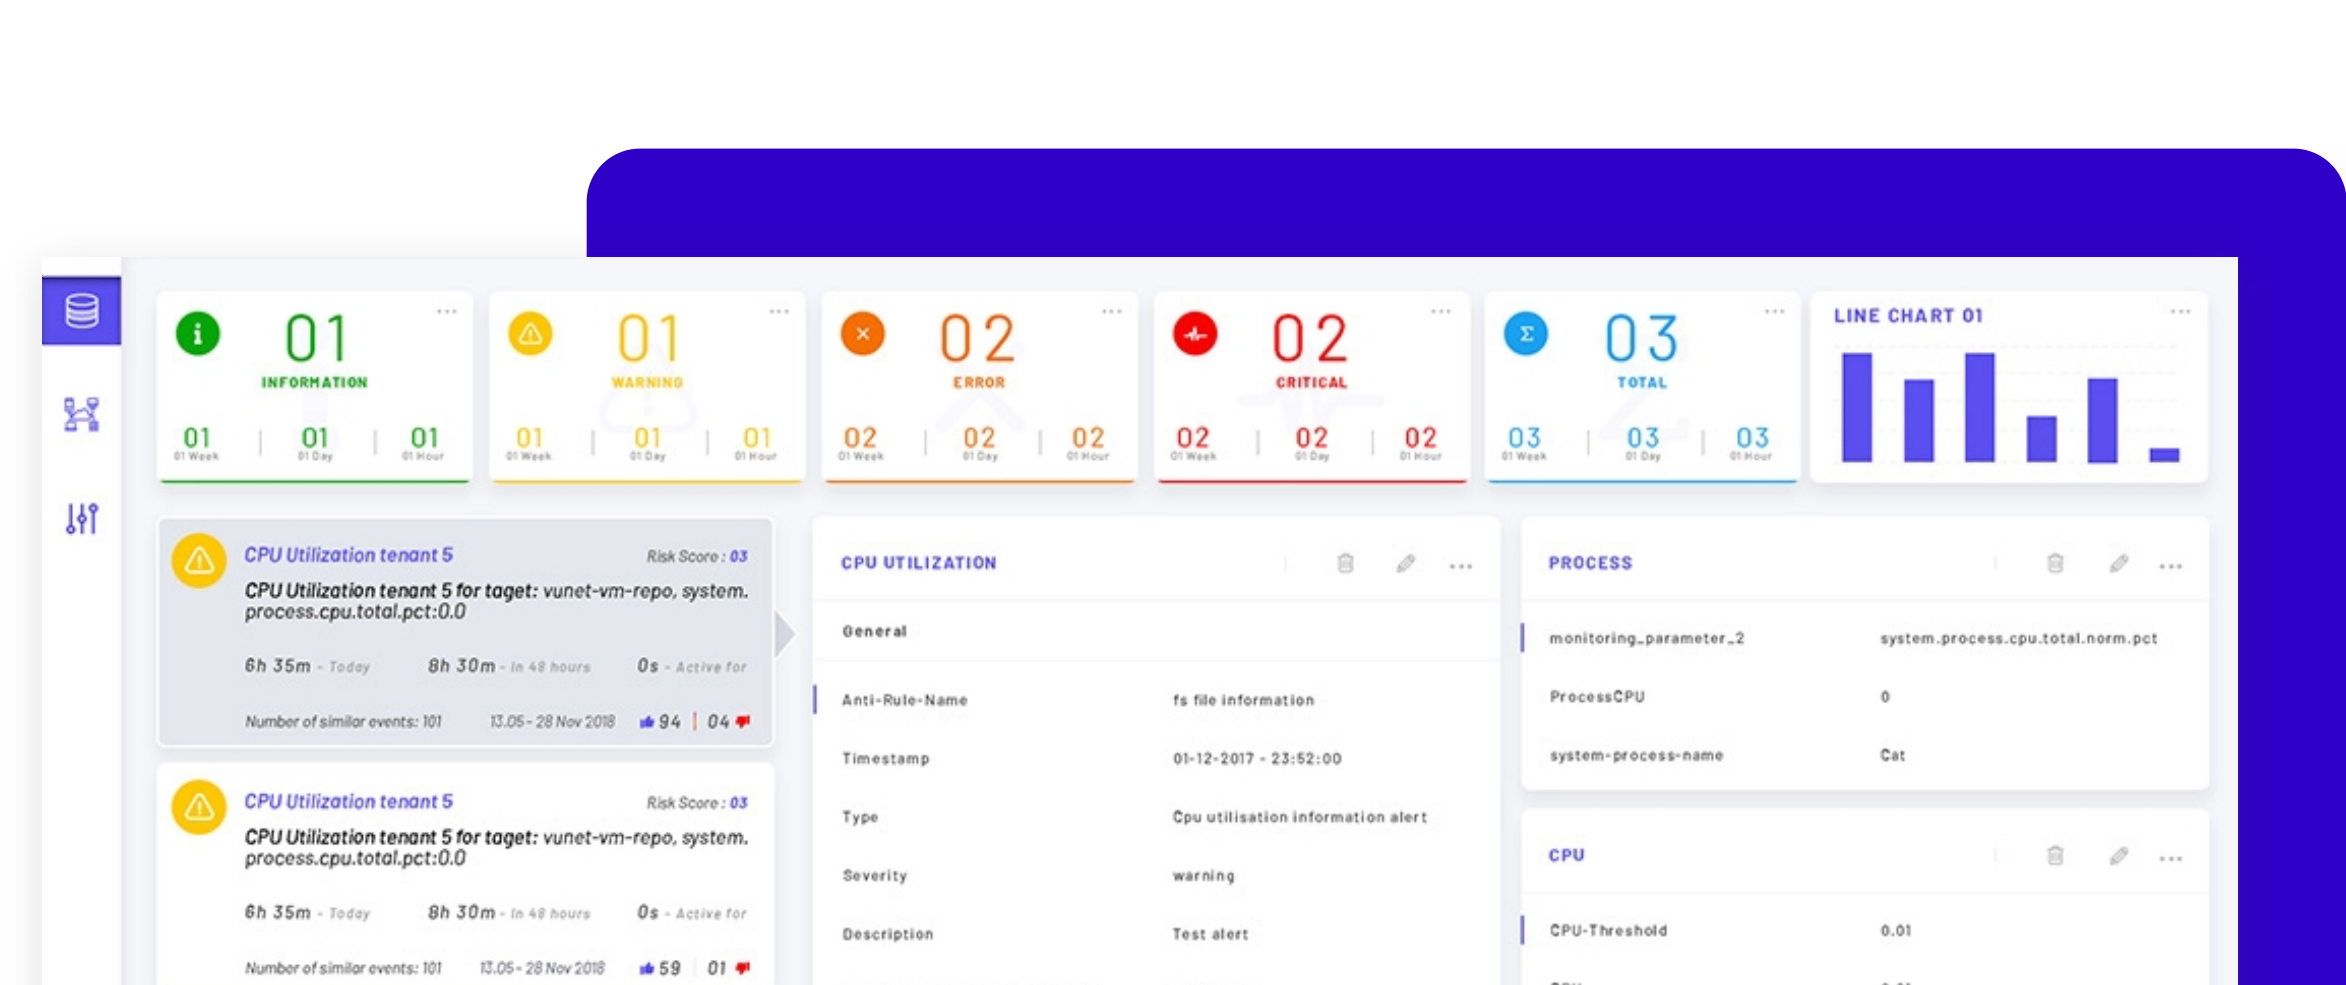 01
INFORMATION
01 01 01
01 Week 01 Day 01 Hour
01
WARNING
01 01 01
01 Week 01 Day 01 Hour
02
ERROR
02 02 02
01 Week 01 Day 01 Hour
02
CRITICAL
02 02 02
01 Week 01 Day 01 Hour
03
TOTAL
03 03 03
01 Week 01 Day 01 Hour
LINE CHART 01
CPU Utilization tenant 5 Risk Score : 03
CPU Utilization tenant 5 for taget: vunet-vm-repo, system.
process.cpu.total.pct:0.0
6h 35m - Today 8h 30m - In 48 hours 0s - Active for
Number of similar events: 101 13.05 - 28 Nov 2018 94 | 04
CPU Utilization tenant 5 Risk Score : 03
CPU Utilization tenant 5 for taget: vunet-vm-repo, system.
process.cpu.total.pct:0.0
6h 35m - Today 8h 30m - In 48 hours 0s - Active for
Number of similar events: 101 13.05 - 28 Nov 2018 59 01
CPU UTILIZATION
General
Anti-Rule-Name fs file information
Timestamp 01-12-2017 - 23:52:00
Type Cpu utilisation information alert
Severity warning
Description Test alert
PROCESS
monitoring_parameter_2 system.process.cpu.total.norm.pct
ProcessCPU 0
system-process-name Cat
CPU
CPU-Threshold 0.01